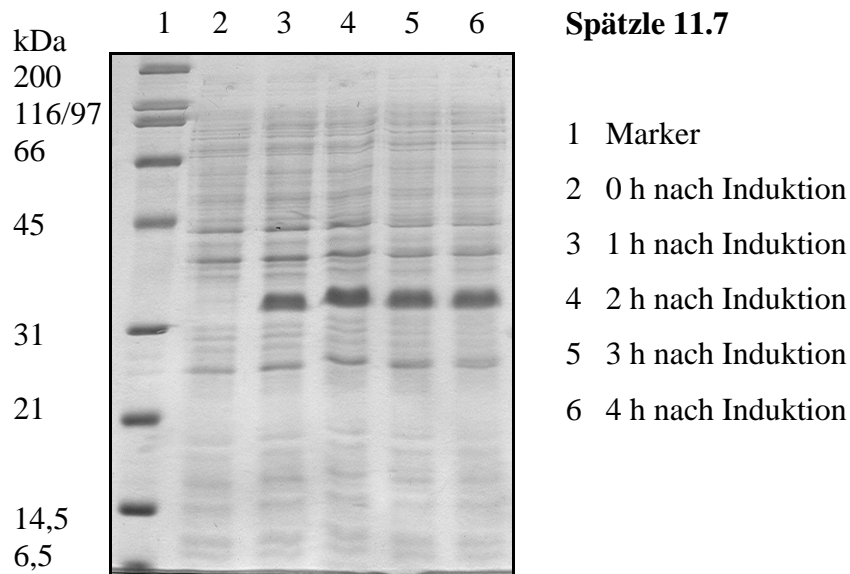 1 2 3 4 5 6
Spätzle 11.7
kDa
200
116/97
66
45
31
21
14,5
6,5
1 Marker
2 0 h nach Induktion
3 1 h nach Induktion
4 2 h nach Induktion
5 3 h nach Induktion
6 4 h nach Induktion